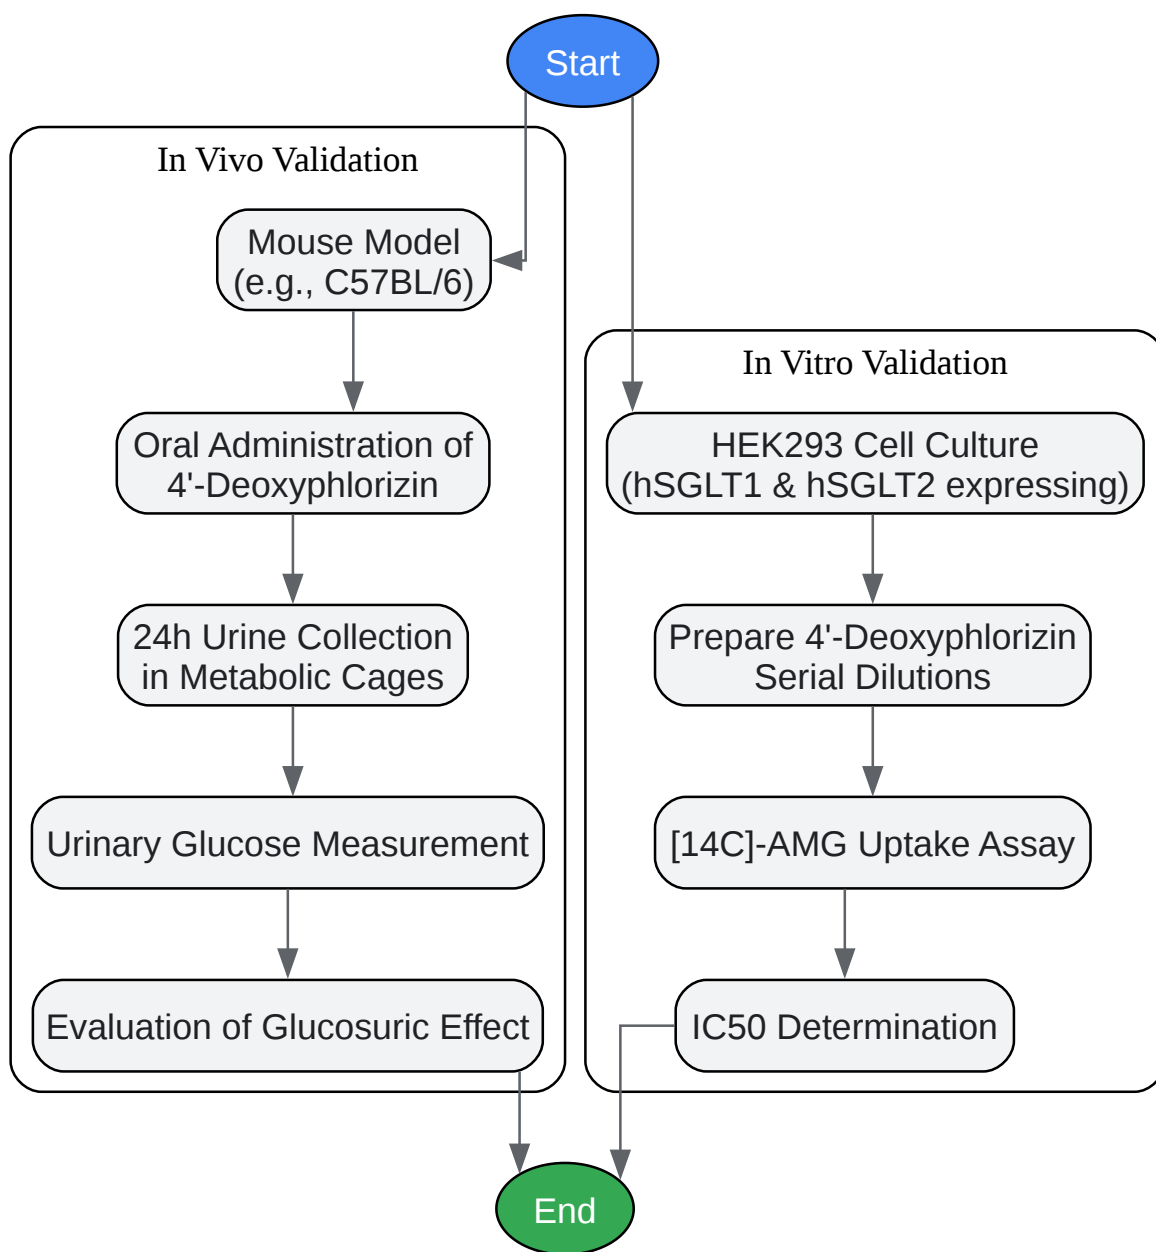 Start
In Vivo Validation
Mouse Model
(e.g., C57BL/6)
Oral Administration of
4'-Deoxyphlorizin
24h Urine Collection
in Metabolic Cages
Urinary Glucose Measurement
Evaluation of Glucosuric Effect
In Vitro Validation
HEK293 Cell Culture
(hSGLT1 & hSGLT2 expressing)
Prepare 4'-Deoxyphlorizin
Serial Dilutions
[14C]-AMG Uptake Assay
IC50 Determination
End